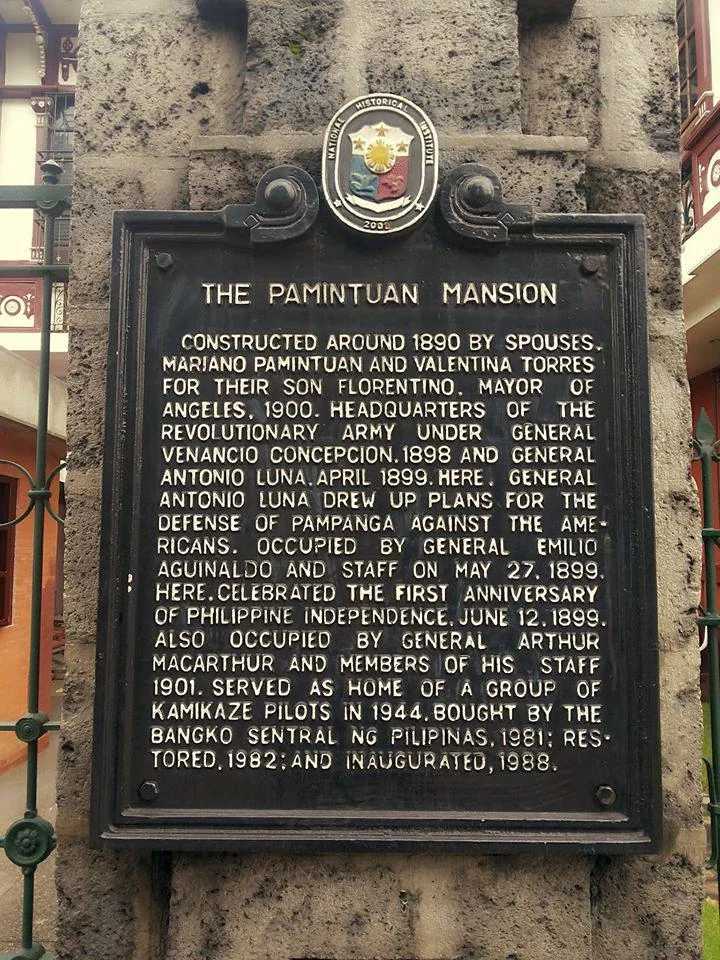 NATIONAL HISTORICAL INSTITUTE
2009
THE PAMINTUAN MANSION
CONSTRUCTED AROUND 1890 BY SPOUSES.
MARIANO PAMINTUAN AND VALENTINA TORRES
FOR THEIR SON FLORENTINO. MAYOR OF
ANGELES, 1900. HEADQUARTERS OF THE
REVOLUTIONARY ARMY UNDER GENERAL
VENANCIO CONCEPCION.1898 AND GENERAL
ANTONIO LUNA.APRIL 1899.HERE. GENERAL
ANTONIO LUNA DREW UP PLANS FOR THE
DEFENSE OF PAMPANGA AGAINST THE AME-
RICANS. OCCUPIED BY GENERAL EMILIO
AGUINALDO AND STAFF ON MAY 27.1899.
HERE.CELEBRATED THE FIRST ANNIVERSARY
OF PHILIPPINE INDEPENDENCE.JUNE 12.1899.
ALSO OCCUPIED BY GENERAL ARTHUR
MACARTHUR AND MEMBERS OF HIS STAFF
1901. SERVED AS HOME OF A GROUP OF
KAMIKAZE PILOTS IN 1944.BOUGHT BY THE
BANGKO SENTRAL NG PILIPINAS,1981; RES-
TORED,1982;AND INAUGURATED,1988.